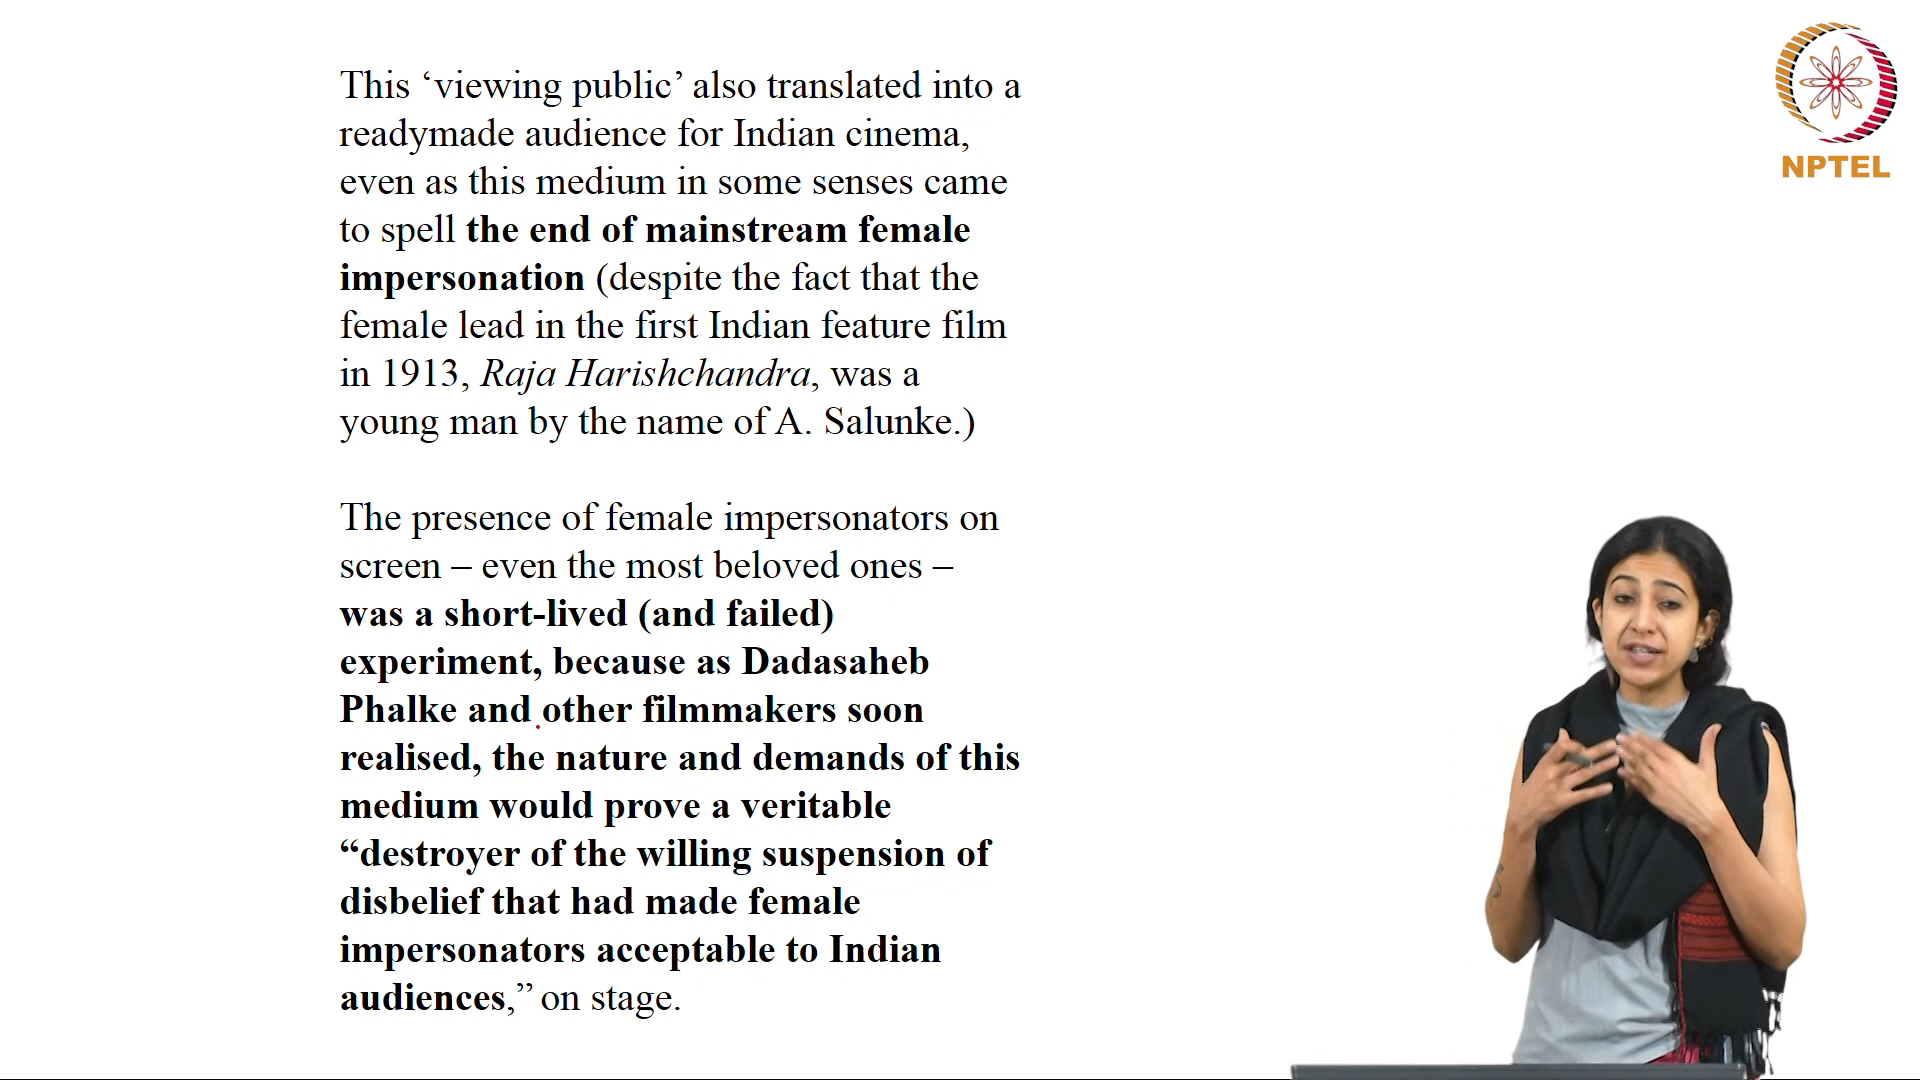 This ‘viewing public’ also translated into a
readymade audience for Indian cinema,
even as this medium in some senses came
to spell the end of mainstream female
impersonation (despite the fact that the
female lead in the first Indian feature film
in 1913, Raja Harishchandra, was a
young man by the name of A. Salunke.)
The presence of female impersonators on
screen – even the most beloved ones –
was a short-lived (and failed)
experiment, because as Dadasaheb
Phalke and other filmmakers soon
realised, the nature and demands of this
medium would prove a veritable
“destroyer of the willing suspension of
disbelief that had made female
impersonators acceptable to Indian
audiences,” on stage.
NPTEL